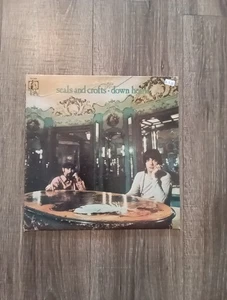 seals and crofts · down home